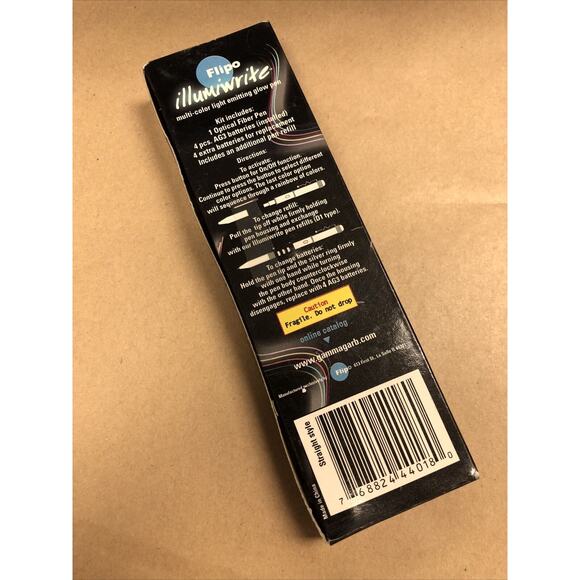 Flipo
illumiwrite
multi-color light emitting glow pen
Kit includes:
1 Optical Fiber Pen
4 pcs. AG3 batteries (installed)
4 extra batteries for replacement
Includes an additional pen refill
Directions:
To activate:
Press button for On/Off function.
Continue to press the button to select different
color options. The last color option
will sequence through a rainbow of colors.
To change refill:
Pull the tip off while firmly holding
pen housing and exchange
with our illumiwrite pen refills (D1 type).
To change batteries:
Hold the pen tip and the silver ring firmly
with one hand while turning
the pen body counterclockwise
with the other hand. Once the housing
disengages, replace with 4 AG3 batteries.
Caution
Fragile. Do not drop
online catalog
www.gammagarb.com
Flipo
Manufactured
Straight style
Made in China
7 68824 44018 0